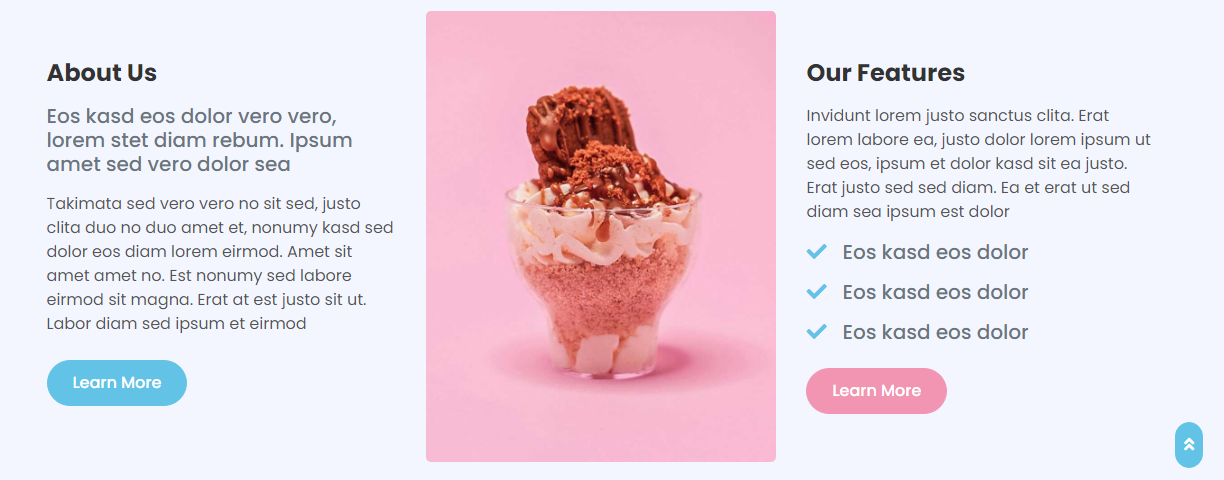 About Us
Eos kasd eos dolor vero vero,
lorem stet diam rebum. Ipsum
amet sed vero dolor sea
Takimata sed vero vero no sit sed, justo
clita duo no duo amet et, nonumy kasd sed
dolor eos diam lorem eirmod. Amet sit
amet amet no. Est nonumy sed labore
eirmod sit magna. Erat at est justo sit ut.
Labor diam sed ipsum et eirmod
Learn More
Our Features
Invidunt lorem justo sanctus clita. Erat
lorem labore ea, justo dolor lorem ipsum ut
sed eos, ipsum et dolor kasd sit ea justo.
Erat justo sed sed diam. Ea et erat ut sed
diam sea ipsum est dolor
Eos kasd eos dolor
Eos kasd eos dolor
Eos kasd eos dolor
Learn More